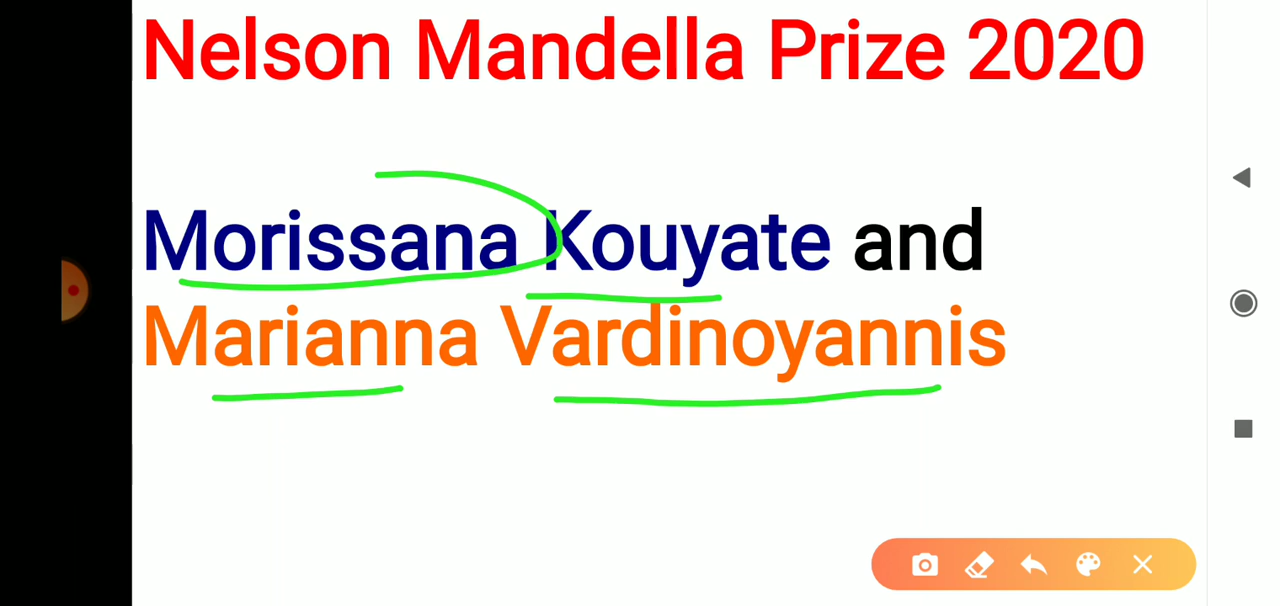 Nelson Mandella Prize 2020
Morissana Kouyate and
Marianna Vardinoyannis